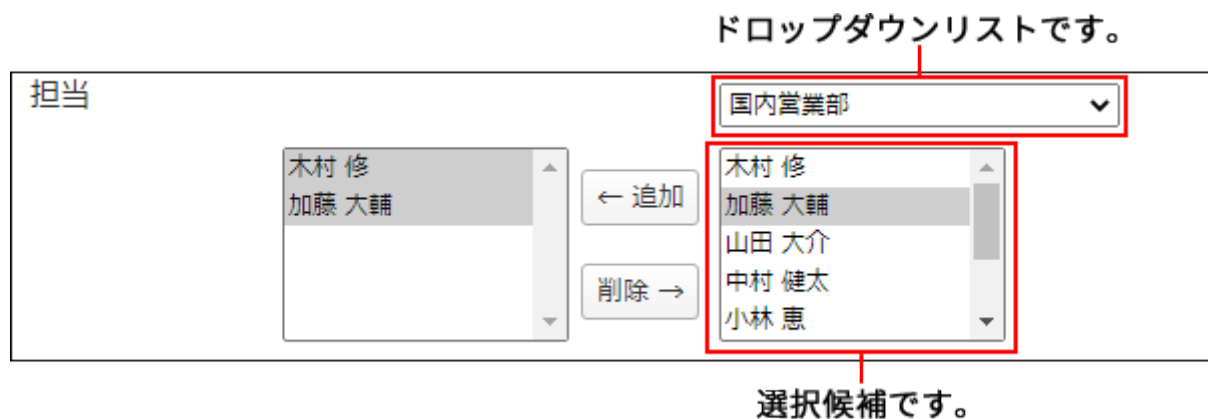 ドロップダウンリストです。
担当
国内営業部
木村 修
加藤 大輔
← 追加
削除 →
木村 修
加藤 大輔
山田 大介
中村 健太
小林 恵
選択候補です。